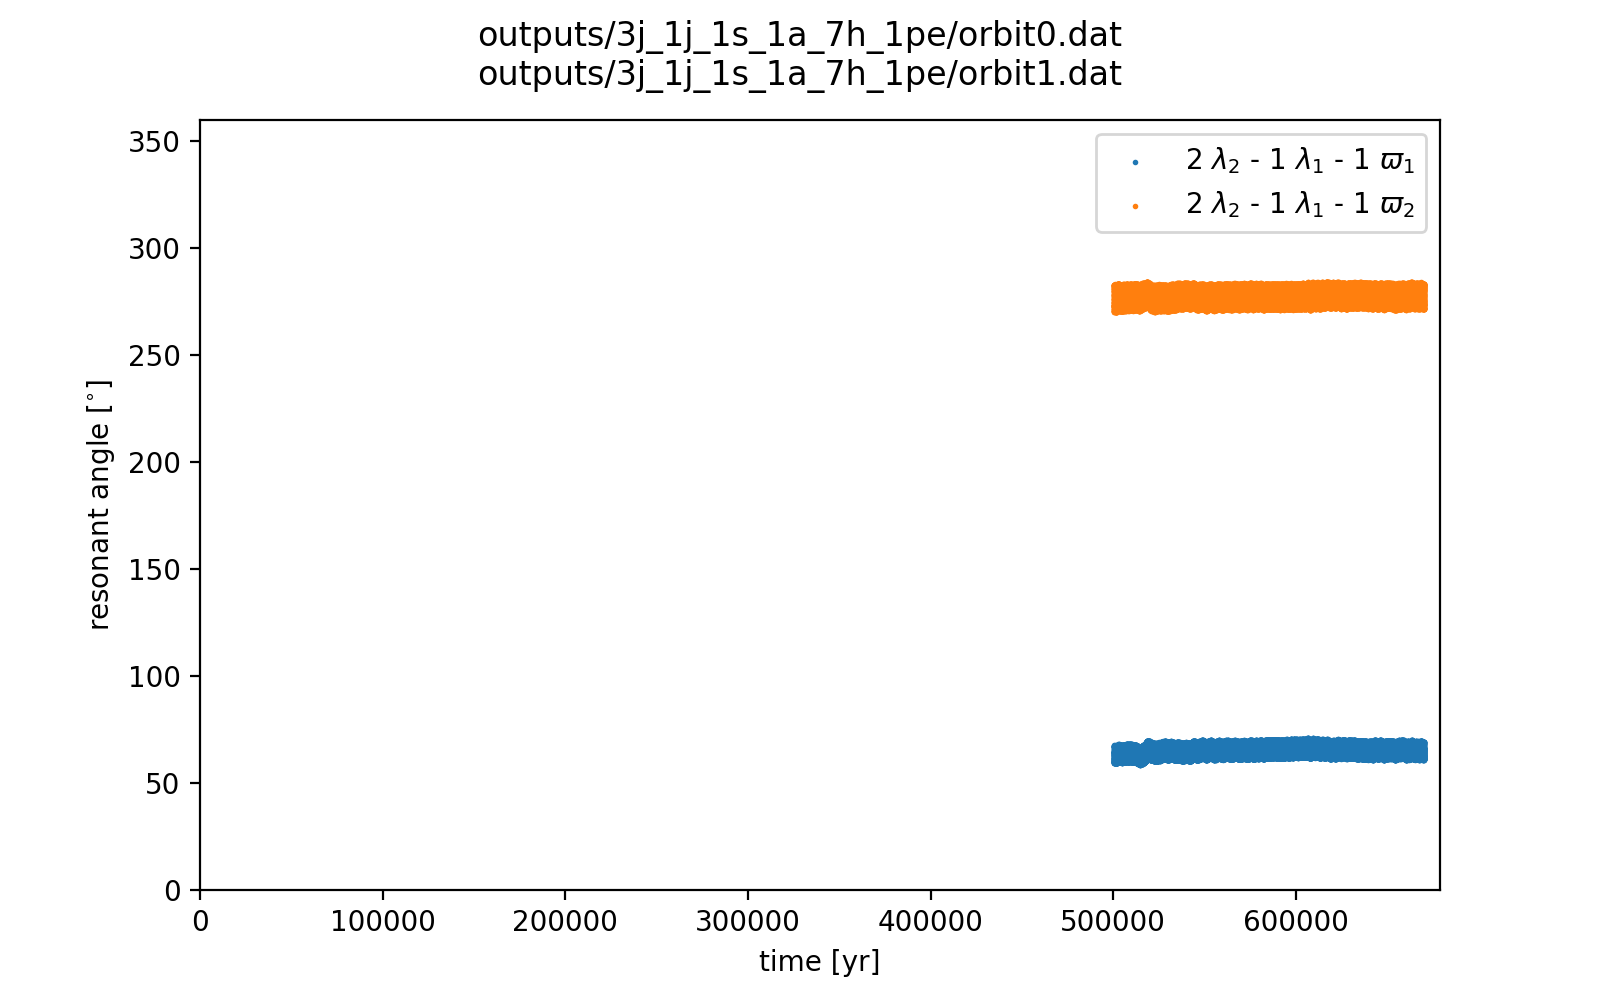 outputs/3j_1j_1s_1a_7h_1pe/orbit0.dat
outputs/3j_1j_1s_1a_7h_1pe/orbit1.dat
2 λ₂ - 1 λ₁ - 1 ϖ₁
2 λ₂ - 1 λ₁ - 1 ϖ₂
350
300
250
200
150
100
50
0
resonant angle [°]
0 100000 200000 300000 400000 500000 600000
time [yr]